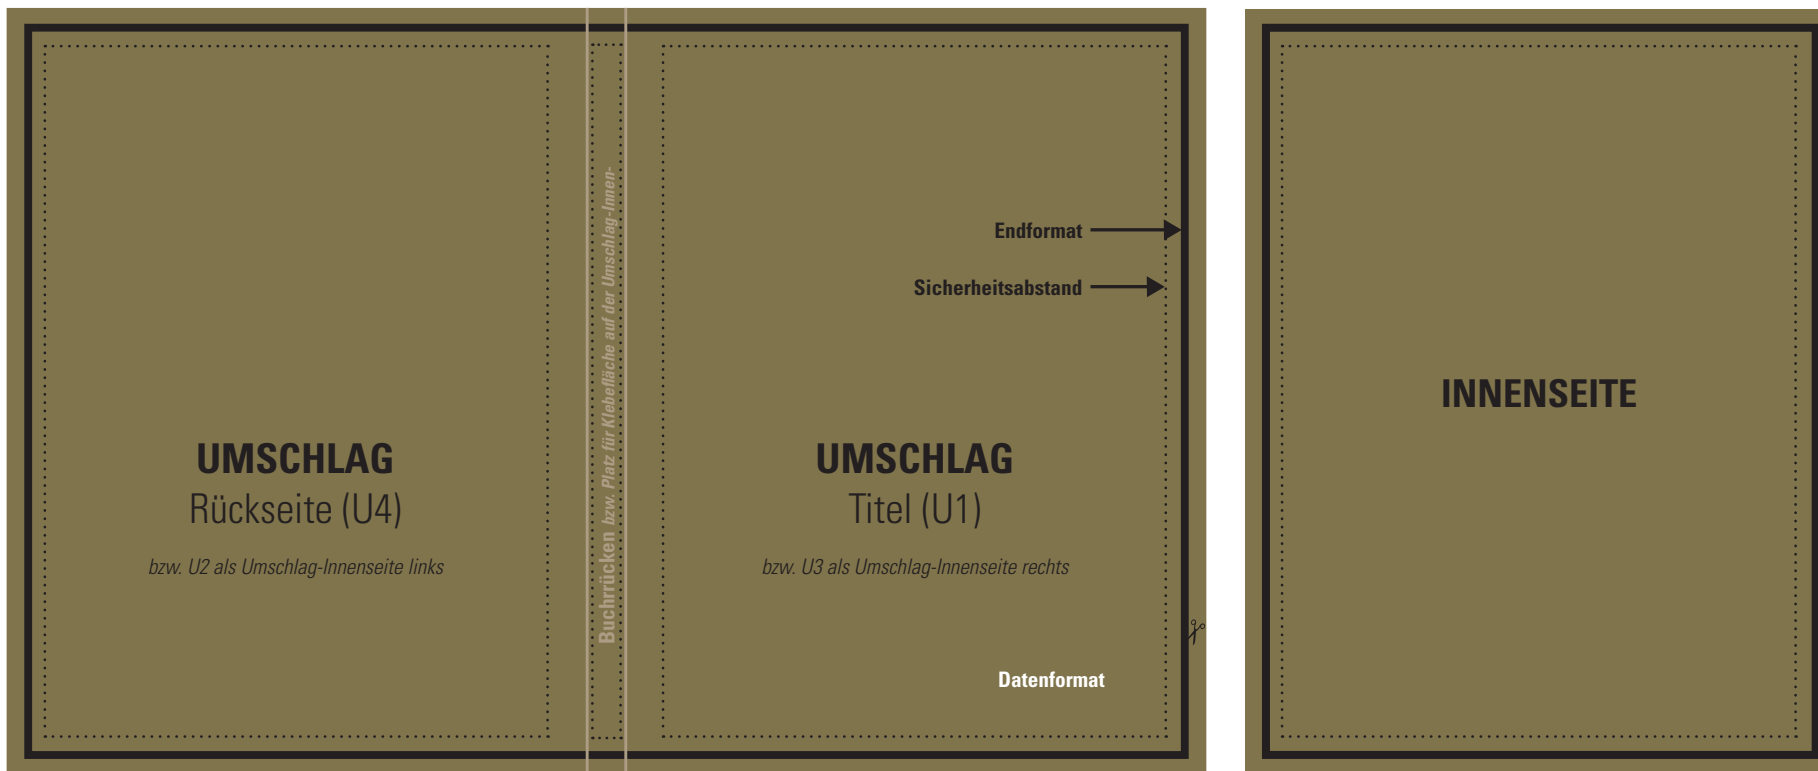 UMSCHLAG
Rückseite (U4)
bzw. U2 als Umschlag-Innenseite links
Buchrrücken bzw. Platz für Klebefläche auf der Umschlag-Innen-
Endformat
Sicherheitsabstand
UMSCHLAG
Titel (U1)
bzw. U3 als Umschlag-Innenseite rechts
Datenformat
INNENSEITE